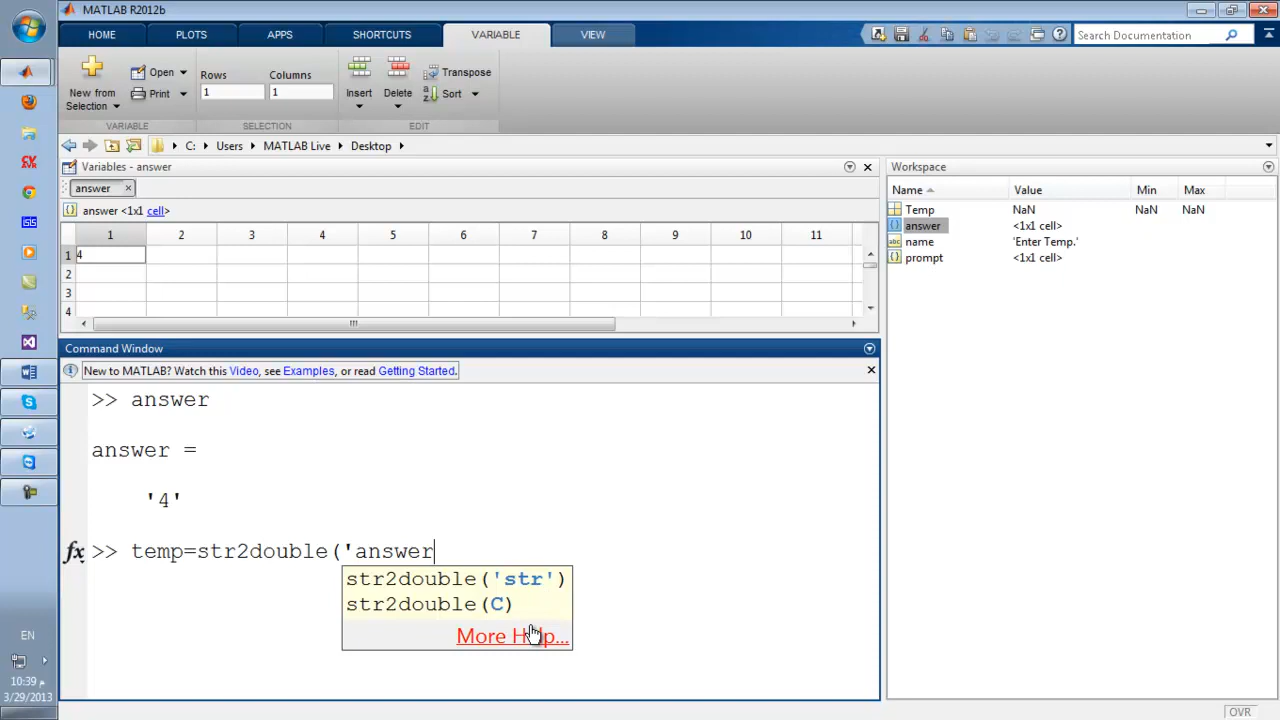 MATLAB R2012b
HOME PLOTS APPS SHORTCUTS VARIABLE VIEW
Search Documentation
New from Selection
Open
Print
Rows Columns
1 1
Insert Delete
Transpose
Sort
VARIABLE SELECTION EDIT
C: Users MATLAB Live Desktop
Variables - answer
answer
answer <1x1 cell>
1 2 3 4 5 6 7 8 9 10 11
1 4
2
3
4
Workspace
Name Value Min Max
Temp NaN NaN NaN
answer <1x1 cell>
name 'Enter Temp.'
prompt <1x1 cell>
Command Window
New to MATLAB? Watch this Video, see Examples, or read Getting Started.
>> answer
answer =
'4'
fx >> temp=str2double('answer
str2double('str')
str2double(C)
More Help...
CV
AVR
ISIS
EN
10:39
3/29/2013
OVR